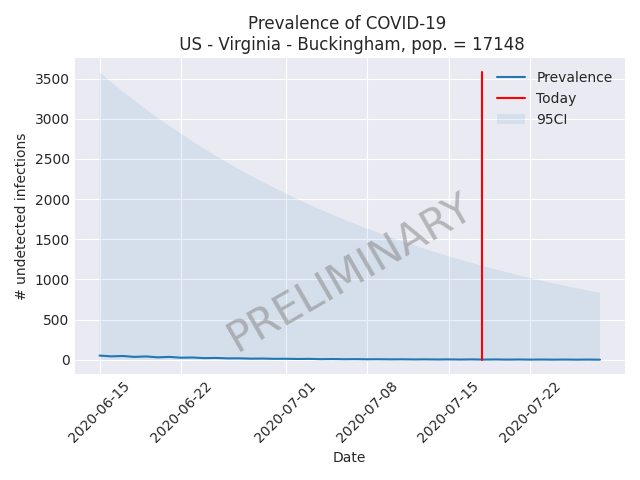 Prevalence of COVID-19
US - Virginia - Buckingham, pop. = 17148
3500
3000
2500
2000
1500
1000
500
0
# undetected infections
Prevalence
Today
95CI
PRELIMINARY
2020-06-15
2020-06-22
2020-07-01
2020-07-08
2020-07-15
2020-07-22
Date